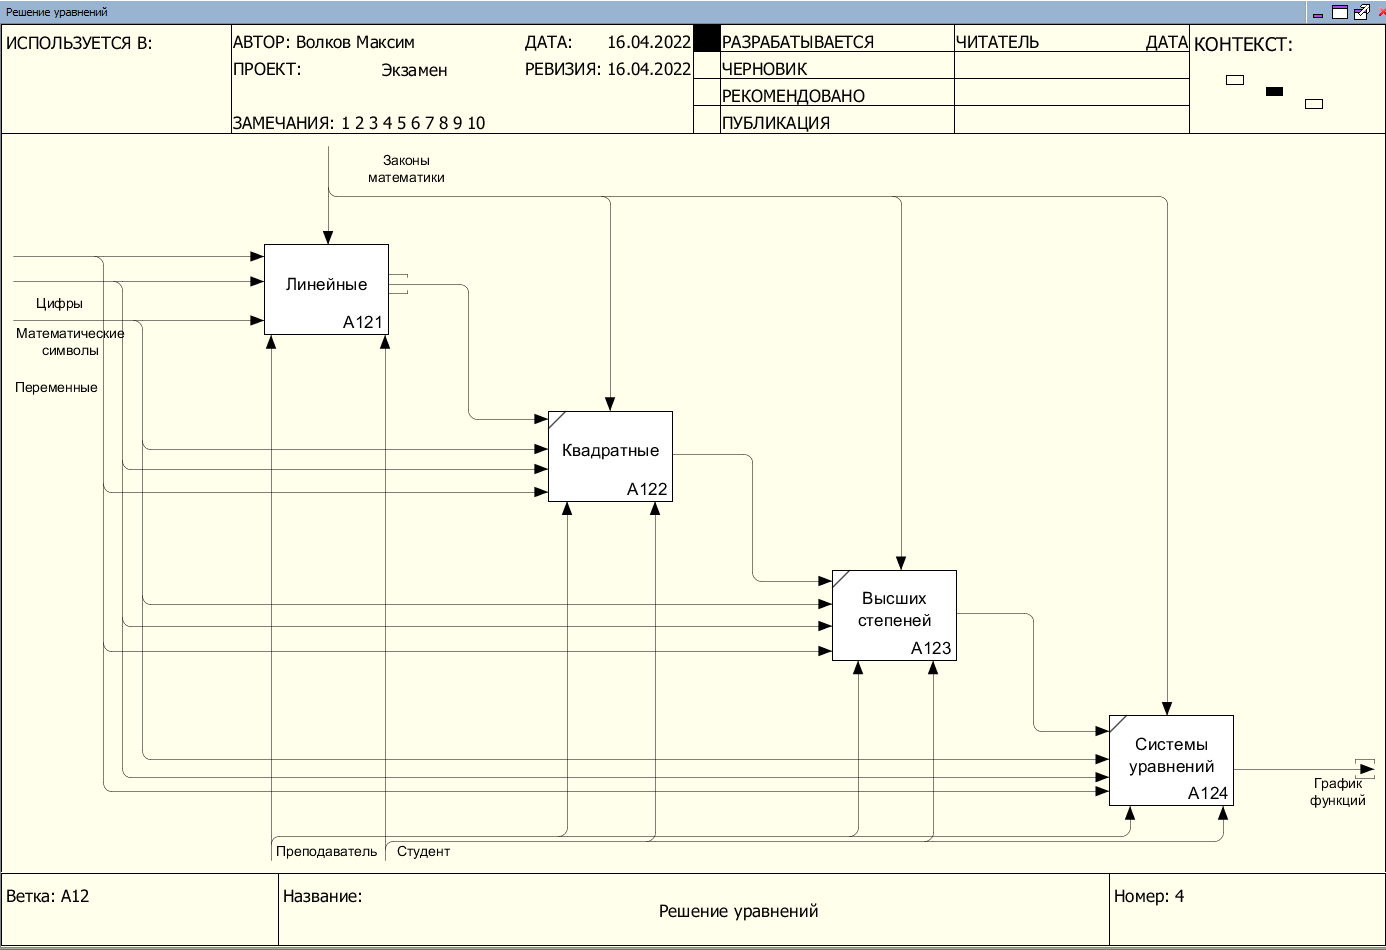 Решение уравнений
ИСПОЛЬЗУЕТСЯ В:
АВТОР: Волков Максим
ДАТА: 16.04.2022
ПРОЕКТ: Экзамен
РЕВИЗИЯ: 16.04.2022
ЗАМЕЧАНИЯ: 1 2 3 4 5 6 7 8 9 10
РАЗРАБАТЫВАЕТСЯ
ЧЕРНОВИК
РЕКОМЕНДОВАНО
ПУБЛИКАЦИЯ
ЧИТАТЕЛЬ
ДАТА
КОНТЕКСТ:
Законы
математики
Линейные
A121
Цифры
Математические
символы
Переменные
Квадратные
A122
Высших
степеней
A123
Системы
уравнений
A124
График
функций
Преподаватель
Студент
Ветка: A12
Название:
Решение уравнений
Номер: 4